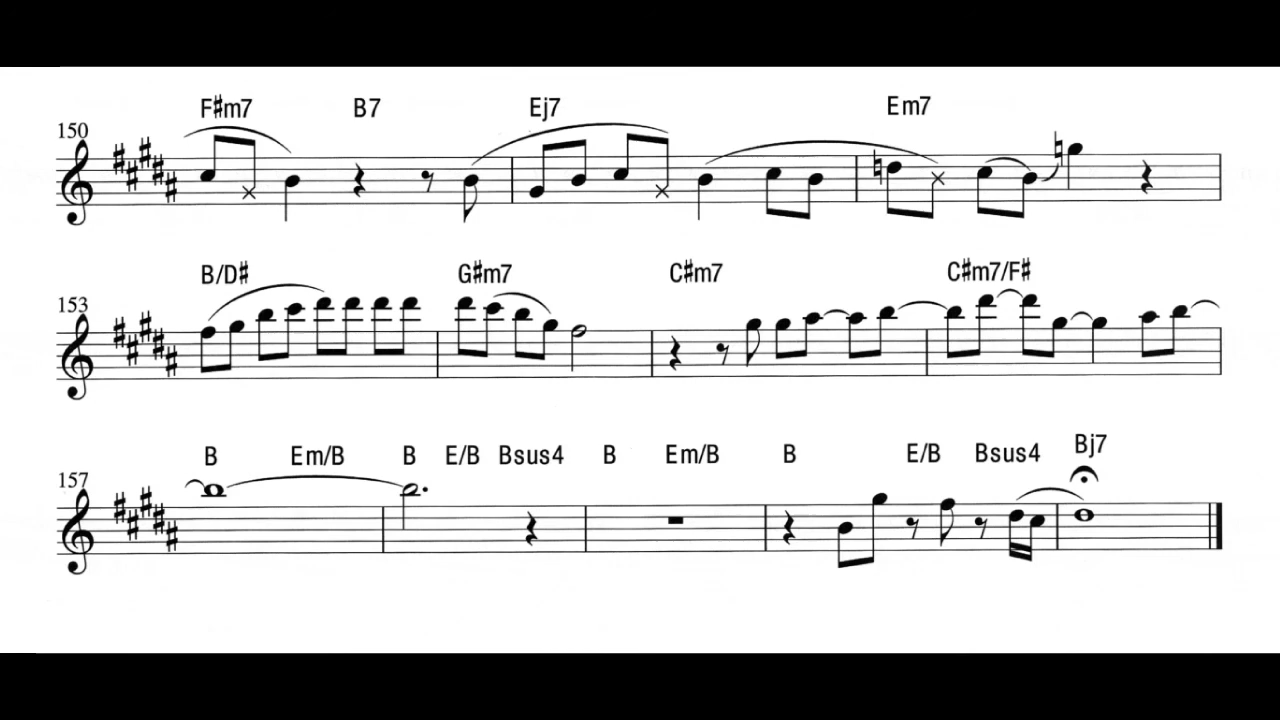 F#m7 B7 Ej7 Em7
150
B/D# G#m7 C#m7 C#m7/F#
153
B Em/B B E/B Bsus4 B Em/B B E/B Bsus4 Bj7
157